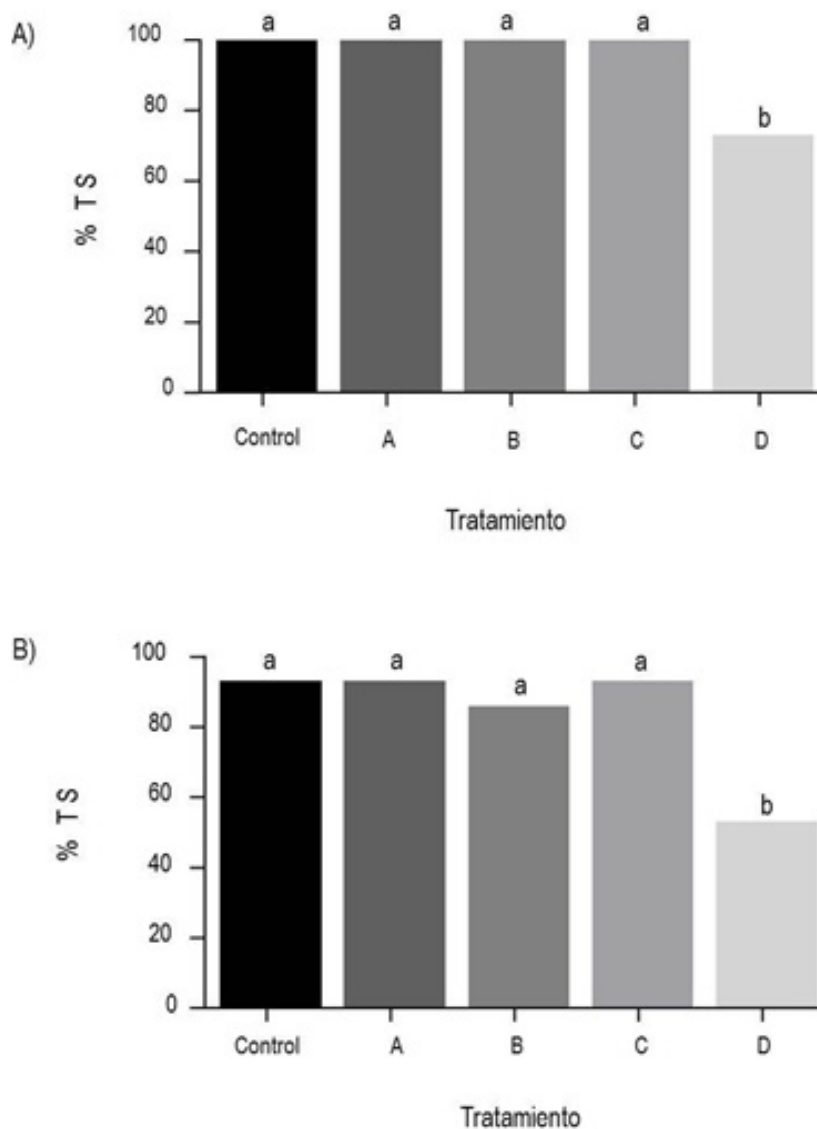 A)
% T S
100
80
60
40
20
0
a a a a b
Control A B C D
Tratamiento
B)
% T S
100
80
60
40
20
0
a a a a b
Control A B C D
Tratamiento